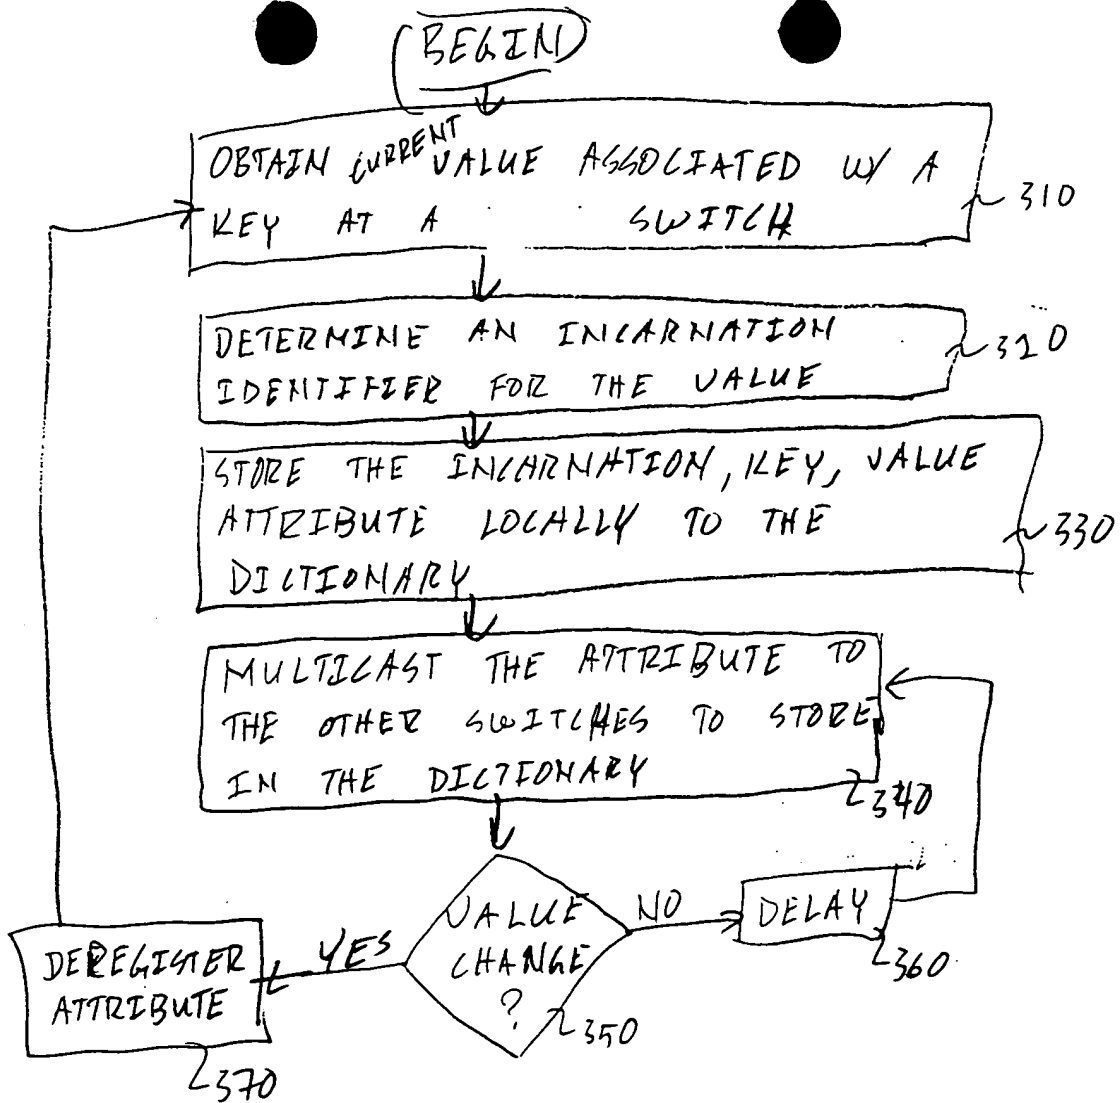 BEGIN
OBTAIN CURRENT VALUE ASSOCIATED W/ A
KEY AT A SWITCH
310
DETERMINE AN INCARNATION
IDENTIFIER FOR THE VALUE
320
STORE THE INCARNATION, KEY, VALUE
ATTRIBUTE LOCALLY TO THE
DICTIONARY
330
MULTICAST THE ATTRIBUTE TO
THE OTHER SWITCHES TO STORE
IN THE DICTIONARY
340
VALUE
CHANGE
?
350
NO
DELAY
360
YES
DEREGISTER
ATTRIBUTE
370